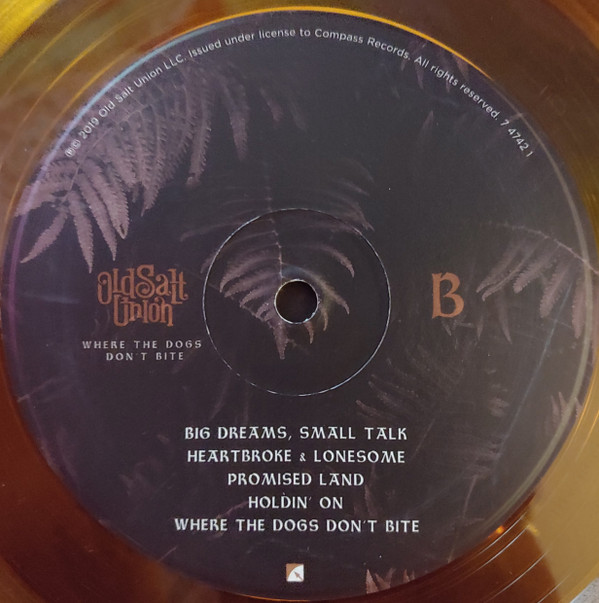 ℗© 2019 Old Salt Union LLC. Issued under license to Compass Records. All rights reserved. 7 4742 1
Old Salt
Union
WHERE THE DOGS
DON'T BITE
B
BIG DREAMS, SMALL TALK
HEARTBROKE & LONESOME
PROMISED LAND
HOLDIN' ON
WHERE THE DOGS DON'T BITE